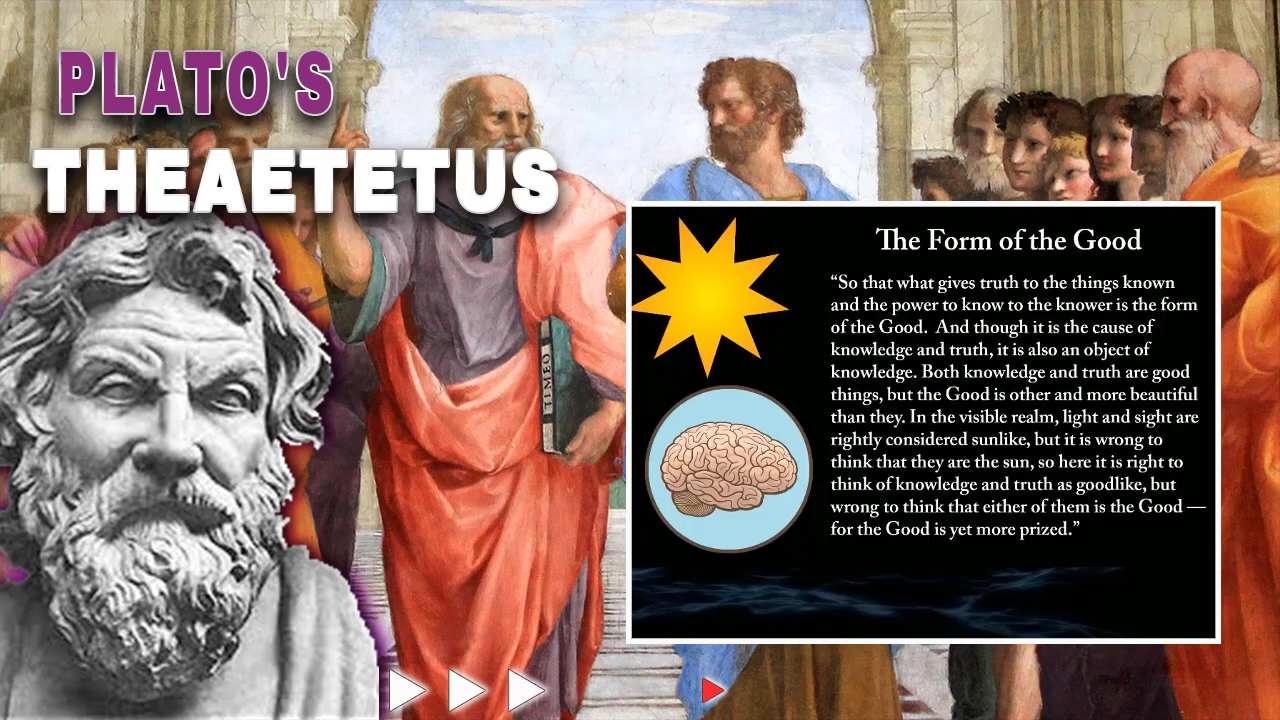 PLATO'S
THEAETETUS
TIMEO
The Form of the Good
“So that what gives truth to the things known
and the power to know to the knower is the form
of the Good.  And though it is the cause of
knowledge and truth, it is also an object of
knowledge. Both knowledge and truth are good
things, but the Good is other and more beautiful
than they. In the visible realm, light and sight are
rightly considered sunlike, but it is wrong to
think that they are the sun, so here it is right to
think of knowledge and truth as goodlike, but
wrong to think that either of them is the Good —
for the Good is yet more prized.”